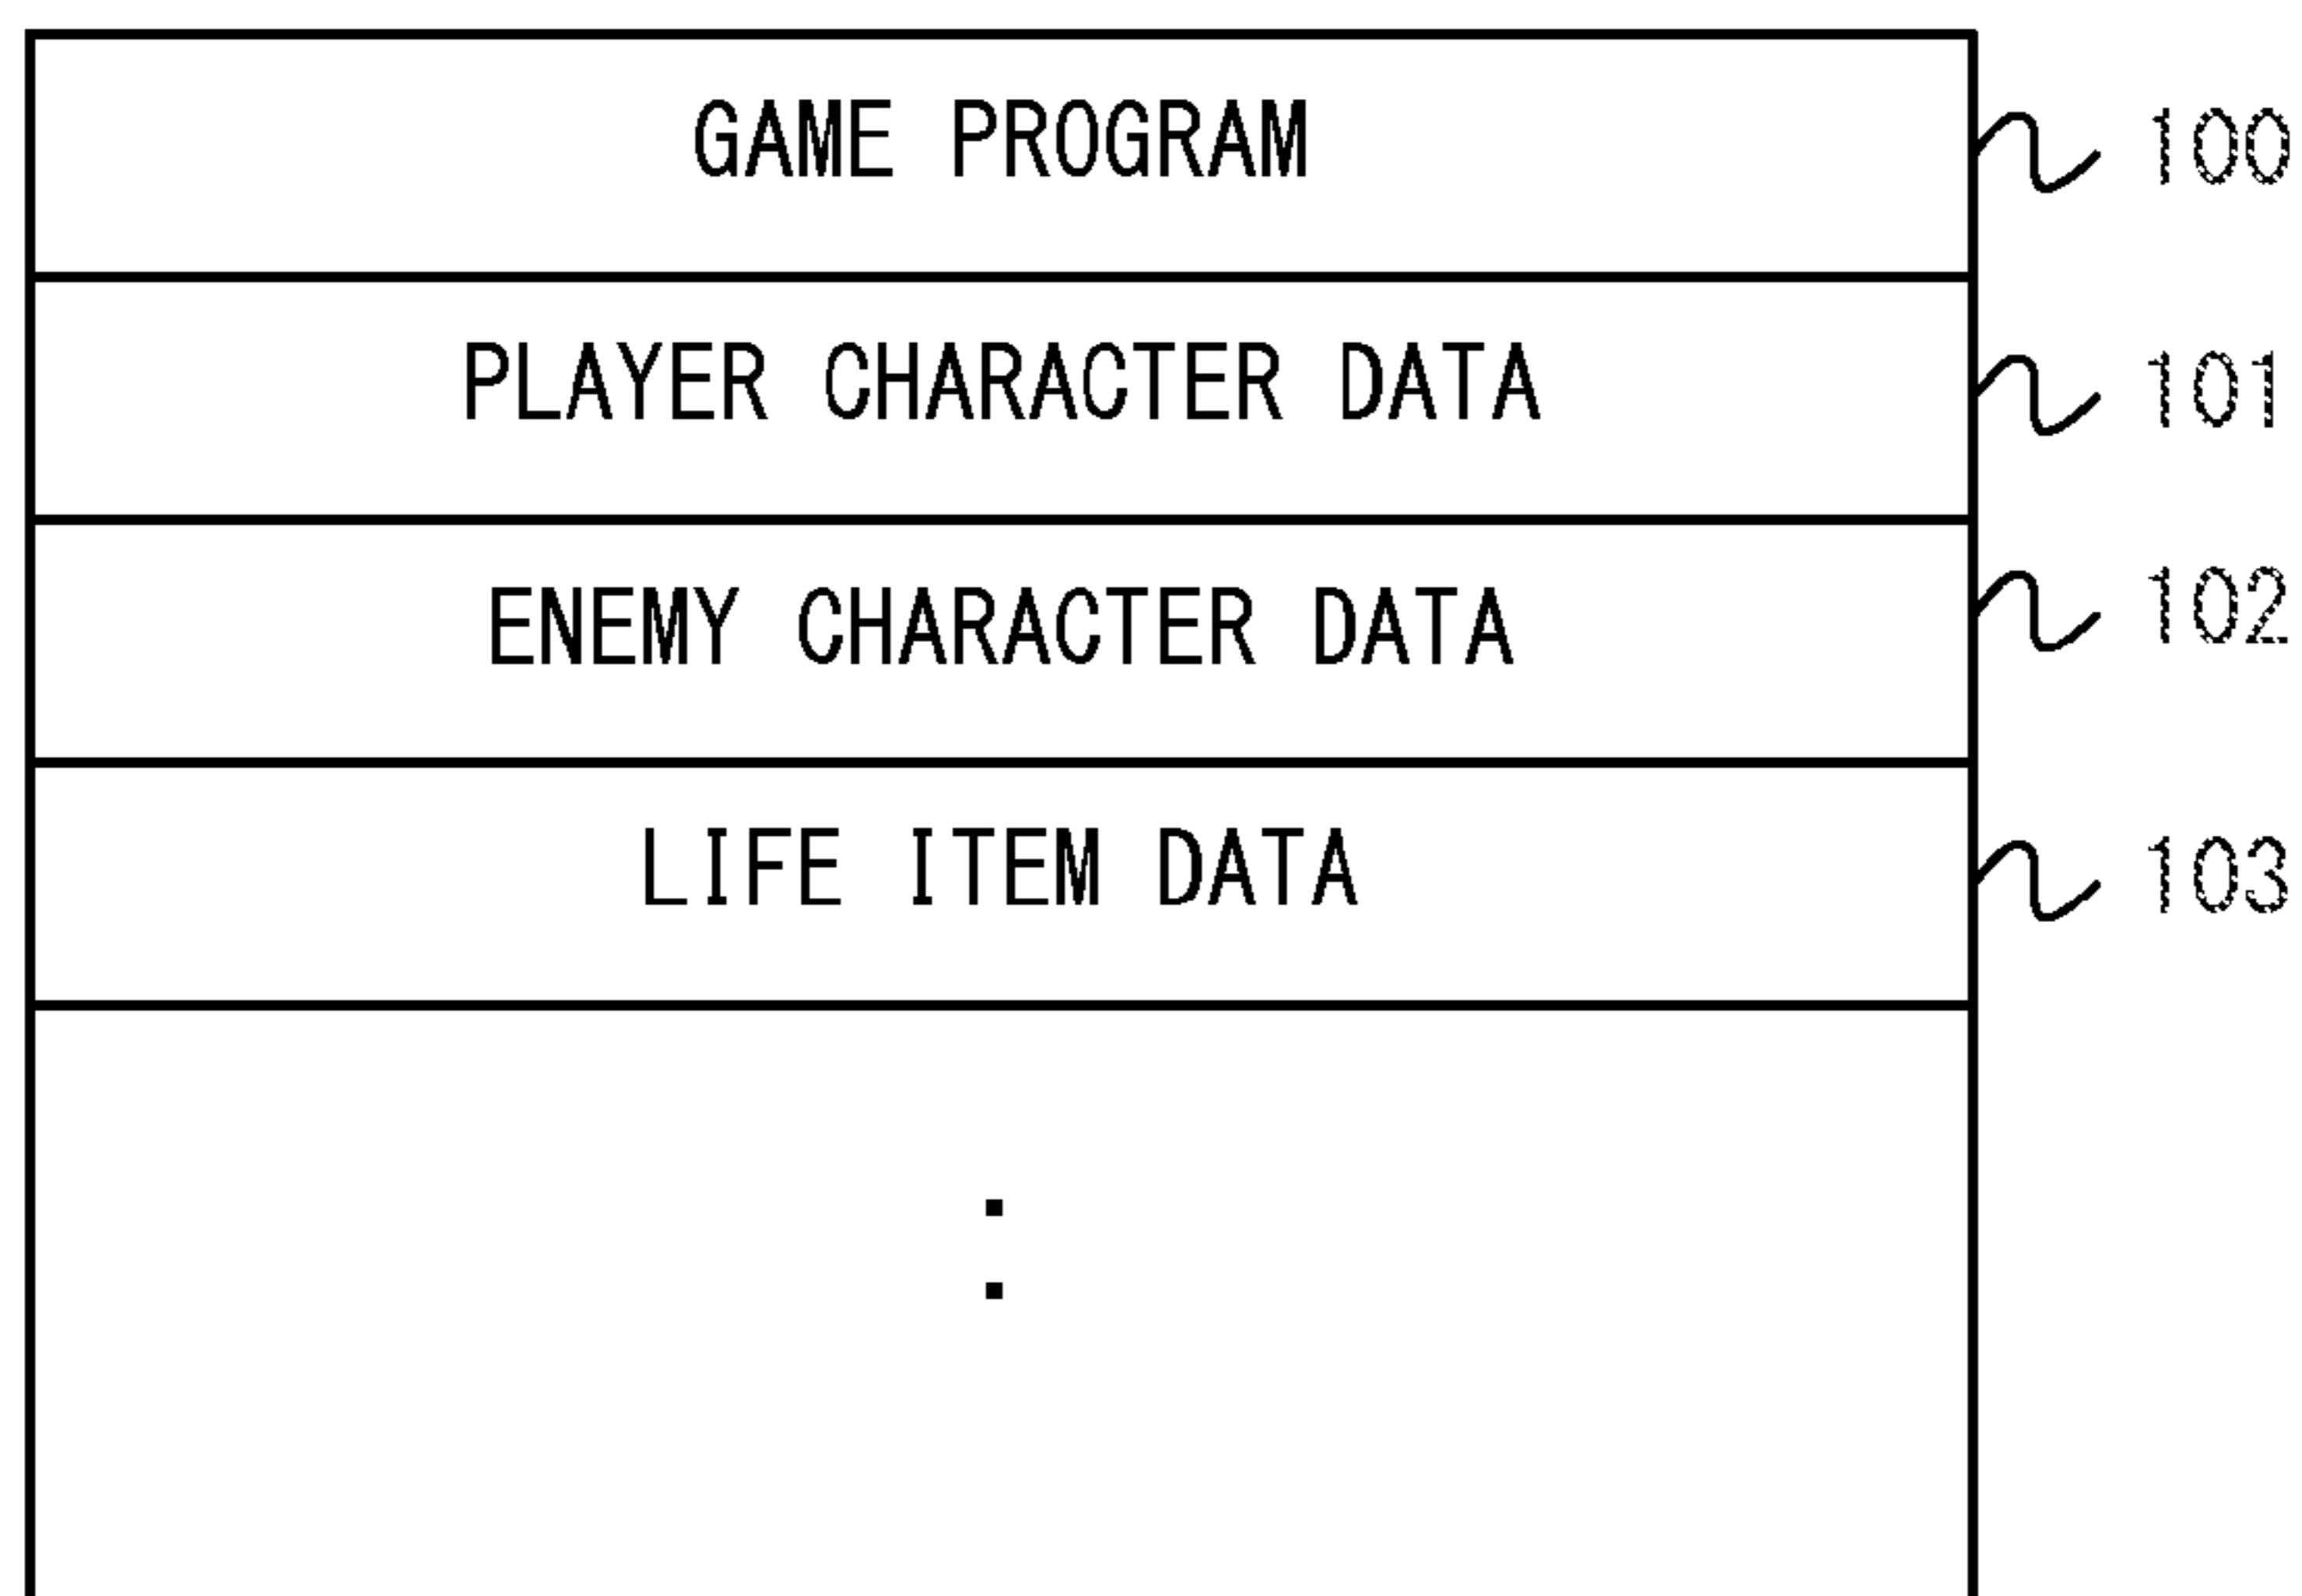 GAME PROGRAM 100
PLAYER CHARACTER DATA 101
ENEMY CHARACTER DATA 102
LIFE ITEM DATA 103